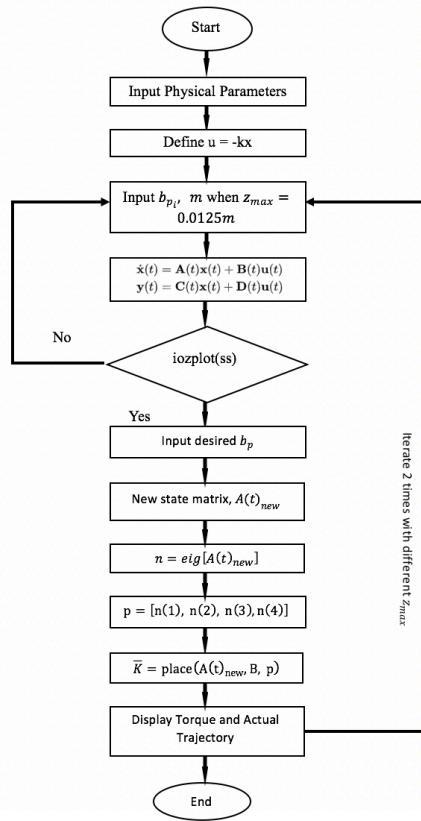 Start
Input Physical Parameters
Define u = -kx
Input b_{p_i}, m when z_{max} =
0.0125m
ẋ(t) = A(t)x(t) + B(t)u(t)
y(t) = C(t)x(t) + D(t)u(t)
No
iozplot(ss)
Yes
Input desired b_p
New state matrix, A(t)_{new}
n = eig[A(t)_{new}]
p = [n(1), n(2), n(3), n(4)]
K̅ = place(A(t)_{new}, B, p)
Display Torque and Actual
Trajectory
End
Iterate 2 times with different z_{max}